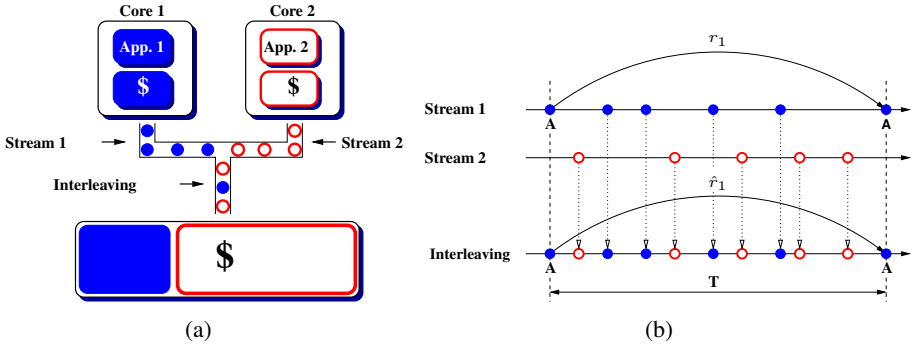 Core 1
Core 2
App. 1
App. 2
$
$
Stream 1
Stream 2
Interleaving
$
(a)
r₁
Stream 1
A
A
Stream 2
r̂₁
Interleaving
A
A
T
(b)